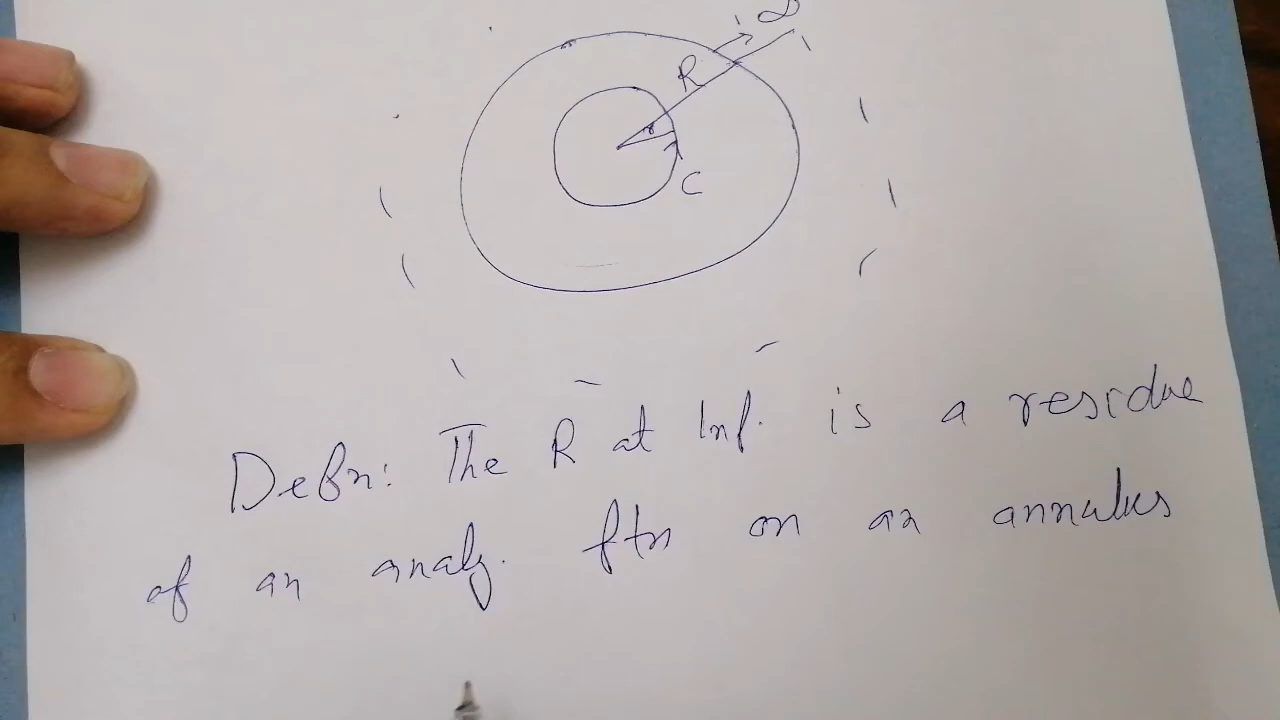 ∞
R
r
C
Defn: The R at Inf. is a residue
of an analy. ftn on an annulus